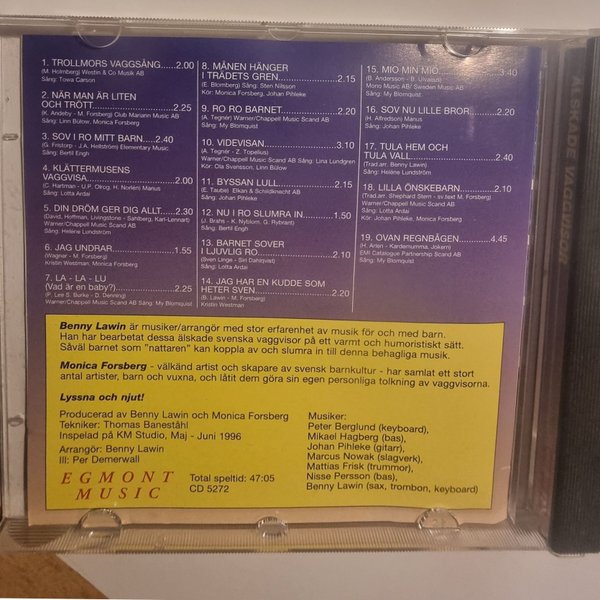 1. TROLLMORS VAGGSÅNG.....2.00
(M. Holmberg) Westin & Co Musik AB
Sång: Towa Carson
2. NÄR MAN ÄR LITEN
OCH TRÖTT.....2.25
(K. Andeby - M. Forsberg) Club Mariann Music AB
Sång: Linn Bülow, Monica Forsberg
3. SOV I RO MITT BARN....2.40
(G. Fristorp - J.A. Hellström) Elementary Music
Sång: Bertil Engh
4. KLÄTTERMUSENS
VAGGVISA.....2.00
(C. Hartman - U.P. Olrog, H. Norlén) Manus
Sång: Lotta Ardai
5. DIN DRÖM GER DIG ALLT.....2.30
(David, Hoffman, Livingstone - Sahlberg, Karl-Lennart)
Warner/Chappell Music Scand AB
Sång: Heléne Lundström
6. JAG UNDRAR.....1.55
(Wagnar - M. Forsberg)
Kristin Westman, Monica Forsberg
7. LA - LA - LU
(Vad är en baby?).....2.25
(P. Lee S. Burke - D. Denning)
Warner/Chappell Music Scand AB Sång: My Blomquist
8. MÅNEN HÄNGER
I TRÄDETS GREN.....2.15
(E. Blomberg) Sång: Sten Nilsson
Kör: Monica Forsberg, Johan Pihleke
9. RO RO BARNET.....2.20
(A. Tegner) Warner/Chappell Music Scand AB
Sång: My Blomquist
10. VIDEVISAN.....3.10
(A. Tegnér - Z. Topelius)
Warner/Chappell Music Scand AB Sång: Lina Lundgren
Kör: Ola Svensson, Linn Bülow
11. BYSSAN LULL.....2.15
(E. Taube) Elkan & Schildknecht AB
Sång: Johan Pihleke
12. NU I RO SLUMRA IN.....1.50
(J. Brahs - K. Nyblom, G. Rybrant)
Sång: Bertil Engh
13. BARNET SOVER
I LJUVLIG RO.....2.20
(Sven Linge - Siri Dahlqvist)
Sång: Lotta Ardai
14. JAG HAR EN KUDDE SOM
HETER SVEN.....2.20
(B. Lawin - M. Forsberg)
Kristin Westman
15. MIO MIN MIO.....3.40
(B. Andersson - B. Ulvaeus)
Mono Music AB/ Sweden Music AB
Sång: My Blomquist
16. SOV NU LILLE BROR.....2.20
(H. Alfredson) Manus
Sång: Johan Pihleke
17. TULA HEM OCH
TULA VALL.....2.40
(Trad.arr. Benny Lawin)
Sång: Heléne Lundström
18. LILLA ÖNSKEBARN.....2.20
(Trad.arr. Shephard Stern - sv.text M. Forsberg)
Warner/Chappell Music Scand AB
Sång: Lotta Ardai
Kör: Johan Pihleke, Monica Forsberg
19. OVAN REGNBÅGEN.....4.45
(H. Arlen - Kardemumma, Jokern)
EMI Catalogue Partnership Scand AB
Sång: My Blomquist
Benny Lawin är musiker/arrangör med stor erfarenhet av musik för och med barn.
Han har bearbetat dessa älskade svenska vaggvisor på ett varmt och humoristiskt sätt.
Såväl barnet som "nattaren" kan koppla av och slumra in till denna behagliga musik.
Monica Forsberg - välkänd artist och skapare av svensk barnkultur - har samlat ett stort
antal artister, barn och vuxna, och låtit dem göra sin egen personliga tolkning av vaggvisorna.
Lyssna och njut!
Producerad av Benny Lawin och Monica Forsberg
Tekniker: Thomas Baneståhl
Inspelad på KM Studio, Maj - Juni 1996
Arrangör: Benny Lawin
Ill: Per Demerwall
EGMONT
MUSIC
Total speltid: 47:05
CD 5272
Musiker:
Peter Berglund (keyboard),
Mikael Hagberg (bas),
Johan Pihleke (gitarr),
Marcus Nowak (slagverk),
Mattias Frisk (trummor),
Nisse Persson (bas),
Benny Lawin (sax, trombon, keyboard)